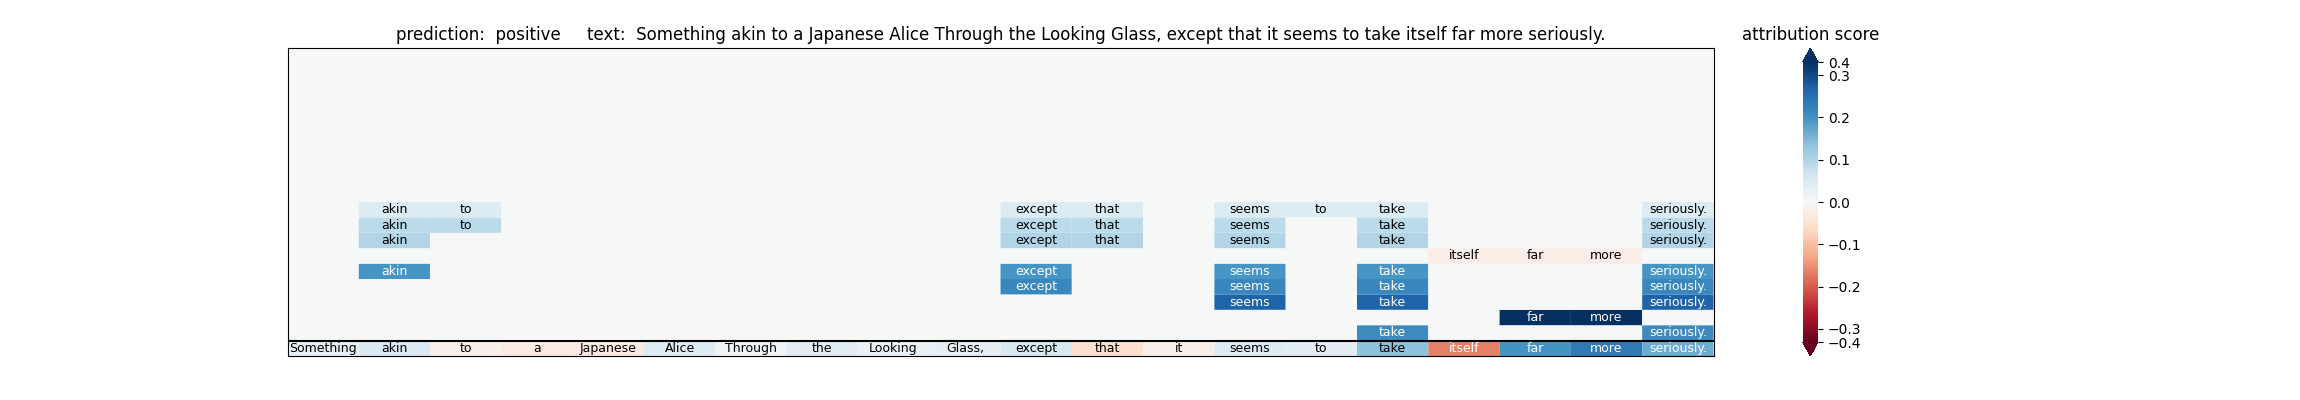 prediction:  positive     text:  Something akin to a Japanese Alice Through the Looking Glass, except that it seems to take itself far more seriously.
attribution score
akin to except that seems to take seriously.
akin to except that seems take seriously.
akin except that seems take seriously.
itself far more
akin except seems take seriously.
except seems take seriously.
seems take seriously.
far more
take seriously.
Something akin to a Japanese Alice Through the Looking Glass, except that it seems to take itself far more seriously.
0.4
0.3
0.2
0.1
0.0
−0.1
−0.2
−0.3
−0.4